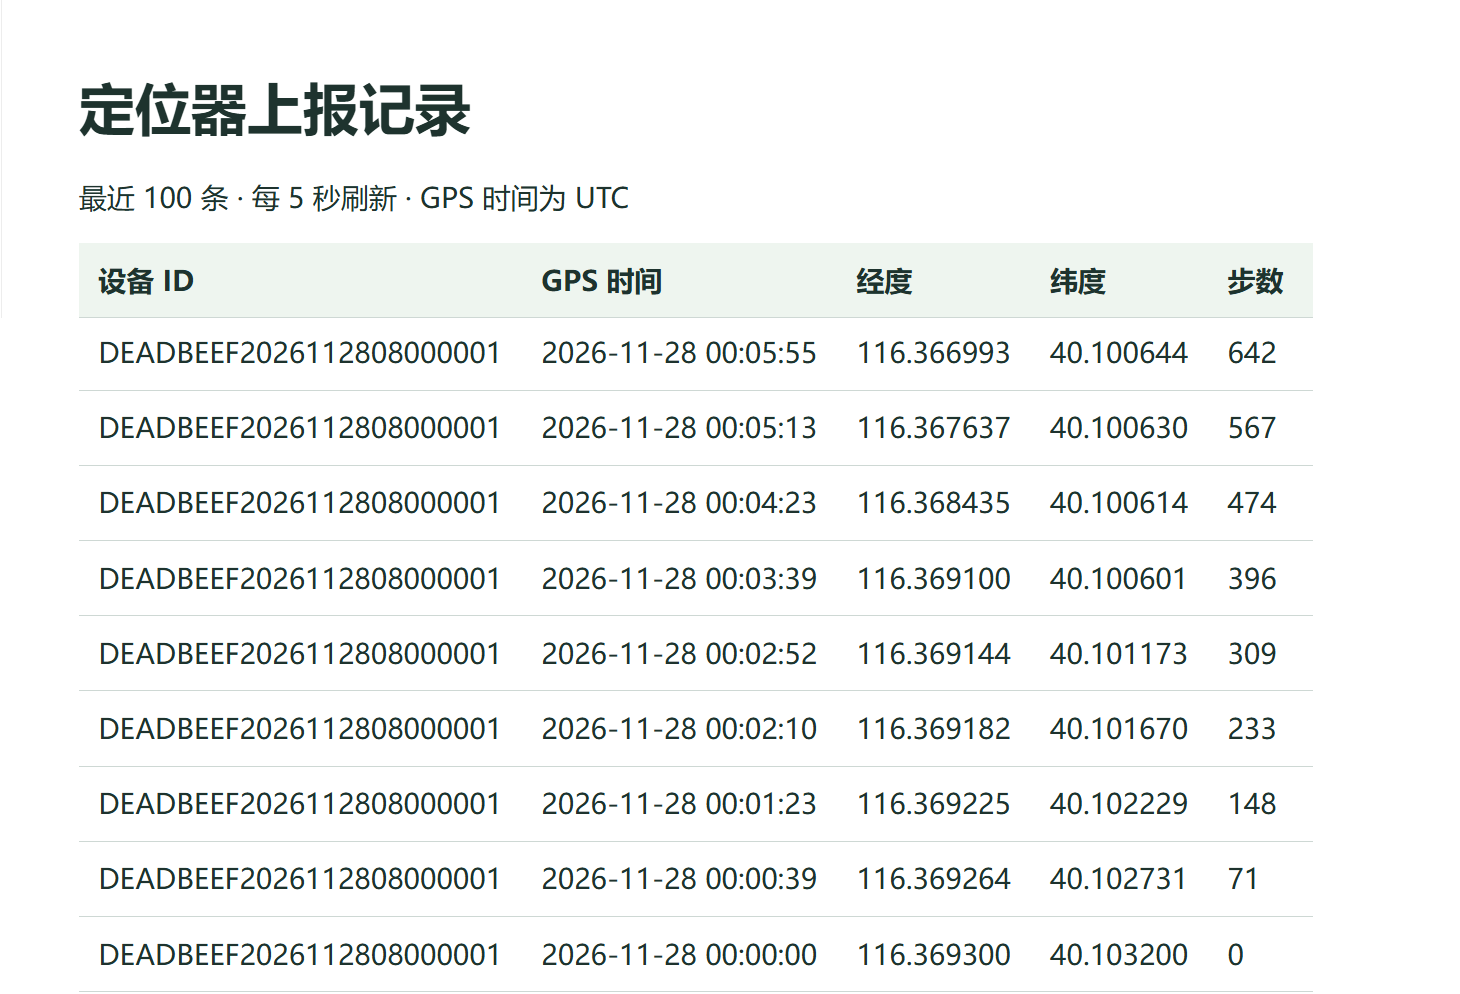 定位器上报记录
最近 100 条 · 每 5 秒刷新 · GPS 时间为 UTC
设备 ID GPS 时间 经度 纬度 步数
DEADBEEF2026112808000001 2026-11-28 00:05:55 116.366993 40.100644 642
DEADBEEF2026112808000001 2026-11-28 00:05:13 116.367637 40.100630 567
DEADBEEF2026112808000001 2026-11-28 00:04:23 116.368435 40.100614 474
DEADBEEF2026112808000001 2026-11-28 00:03:39 116.369100 40.100601 396
DEADBEEF2026112808000001 2026-11-28 00:02:52 116.369144 40.101173 309
DEADBEEF2026112808000001 2026-11-28 00:02:10 116.369182 40.101670 233
DEADBEEF2026112808000001 2026-11-28 00:01:23 116.369225 40.102229 148
DEADBEEF2026112808000001 2026-11-28 00:00:39 116.369264 40.102731 71
DEADBEEF2026112808000001 2026-11-28 00:00:00 116.369300 40.103200 0